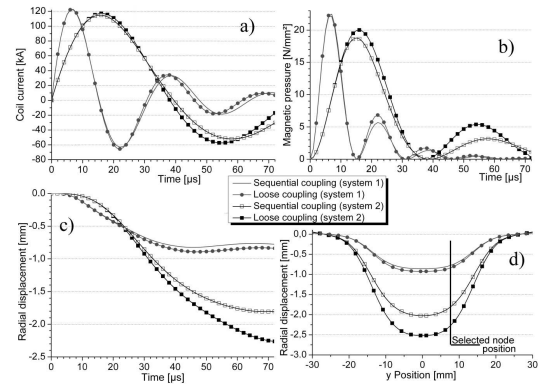 a)
120
100
80
60
40
20
0
-20
-40
-60
-80
Coil current [kA]
0 10 20 30 40 50 60 70
Time [µs]
b)
25
20
15
10
5
0
Magnetic pressure [N/mm²]
0 10 20 30 40 50 60 70
Time [µs]
Sequential coupling (system 1)
Loose coupling (system 1)
Sequential coupling (system 2)
Loose coupling (system 2)
c)
0.0
-0.5
-1.0
-1.5
-2.0
-2.5
Radial displacement [mm]
0 10 20 30 40 50 60 70
Time [µs]
d)
0.0
-0.5
-1.0
-1.5
-2.0
-2.5
-3.0
Radial displacement [mm]
Selected node
position
-30 -20 -10 0 10 20 30
y Position [mm]